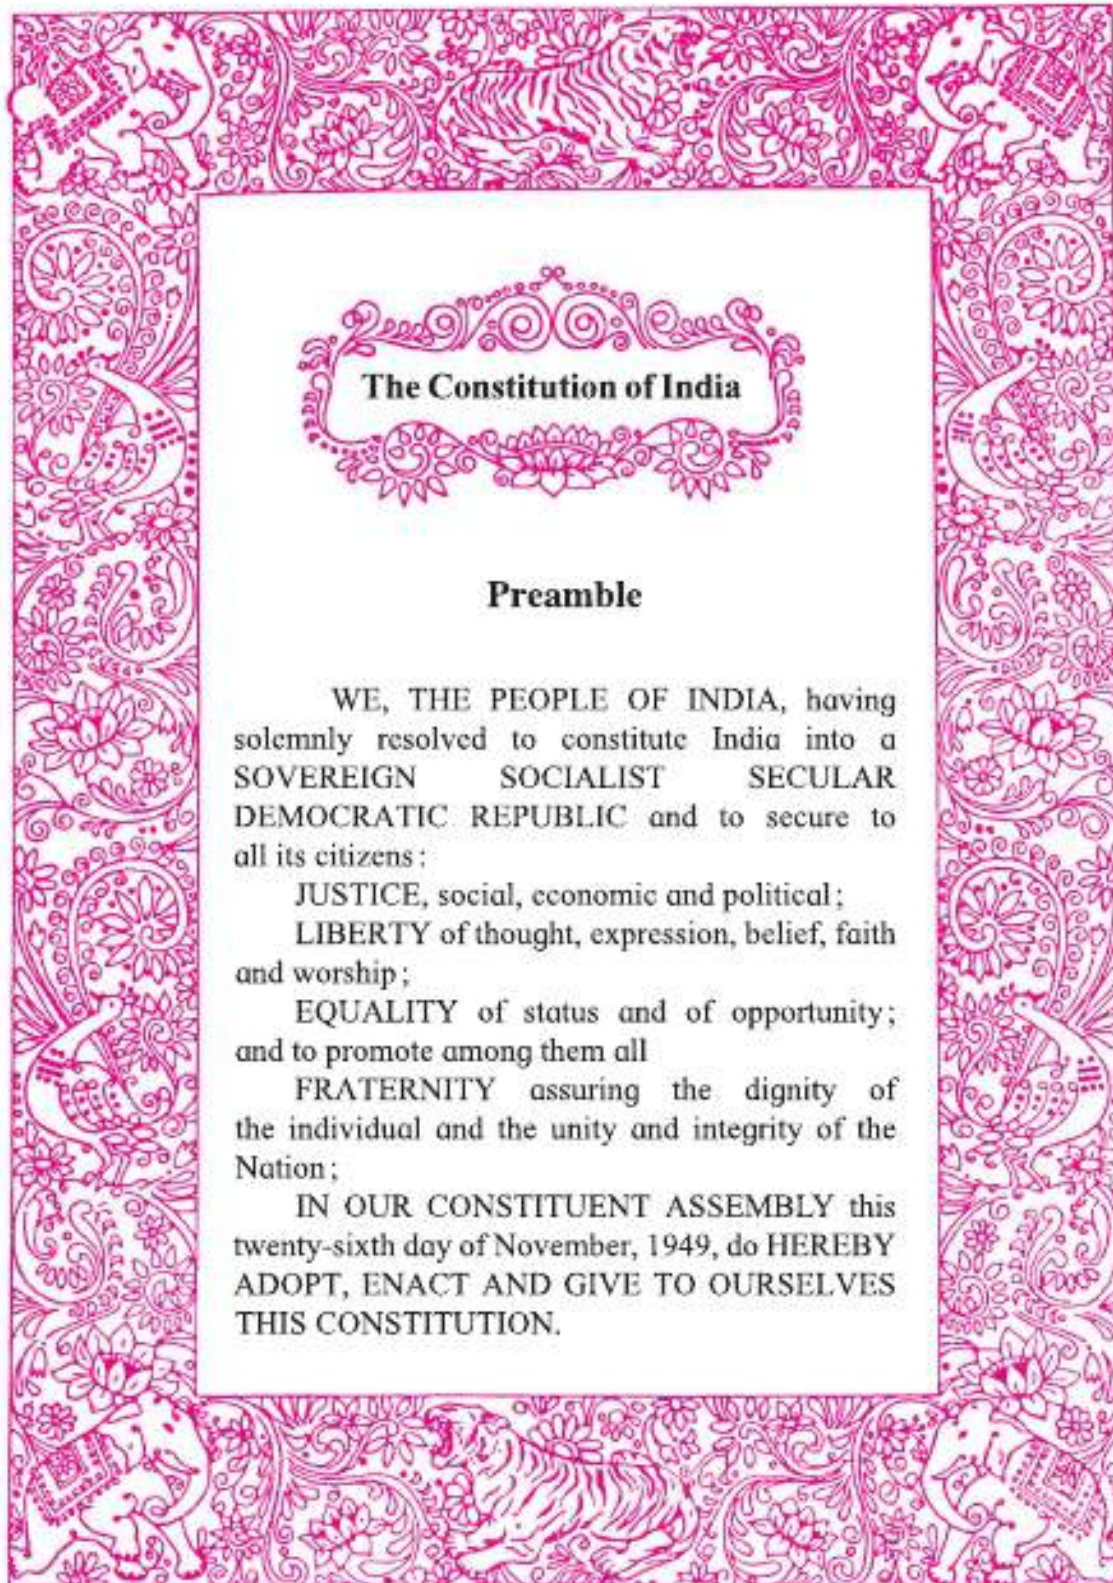 The Constitution of India
Preamble
WE, THE PEOPLE OF INDIA, having
solemnly resolved to constitute India into a
SOVEREIGN SOCIALIST SECULAR
DEMOCRATIC REPUBLIC and to secure to
all its citizens :
JUSTICE, social, economic and political ;
LIBERTY of thought, expression, belief, faith
and worship ;
EQUALITY of status and of opportunity ;
and to promote among them all
FRATERNITY assuring the dignity of
the individual and the unity and integrity of the
Nation ;
IN OUR CONSTITUENT ASSEMBLY this
twenty-sixth day of November, 1949, do HEREBY
ADOPT, ENACT AND GIVE TO OURSELVES
THIS CONSTITUTION.